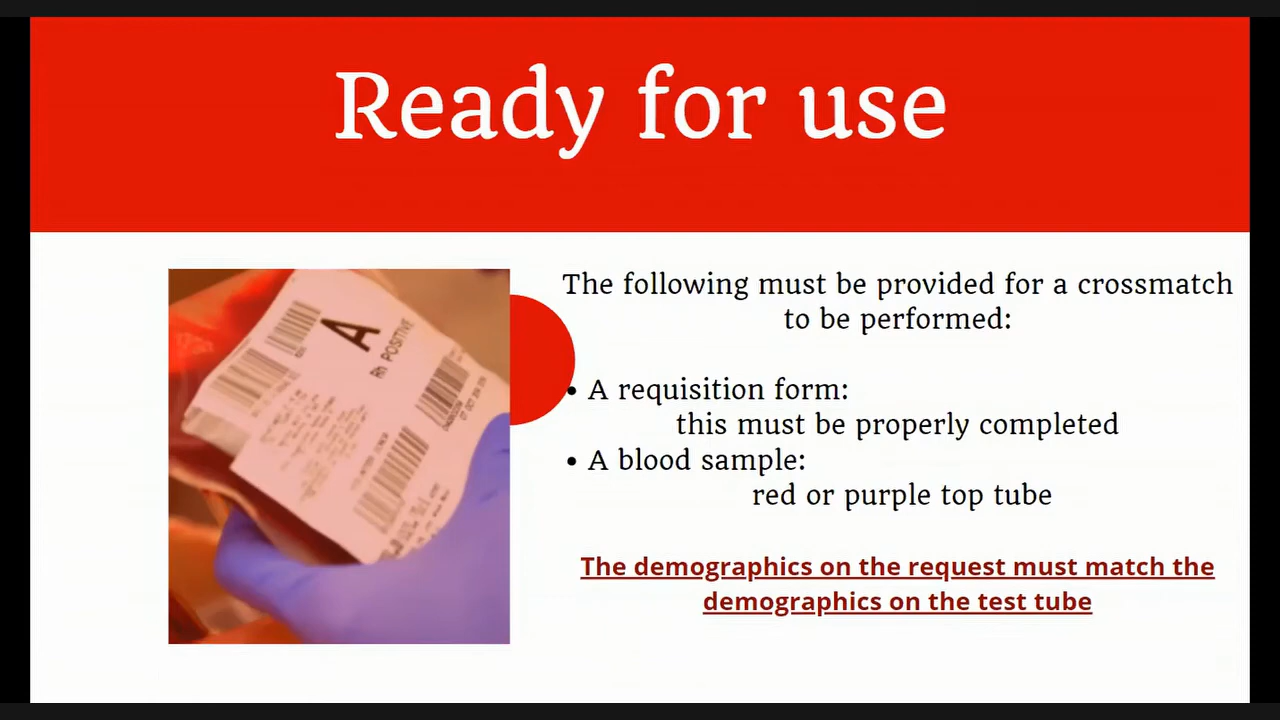 Ready for use
A
Rh POSITIVE
The following must be provided for a crossmatch
to be performed:
• A requisition form:
this must be properly completed
• A blood sample:
red or purple top tube
The demographics on the request must match the
demographics on the test tube